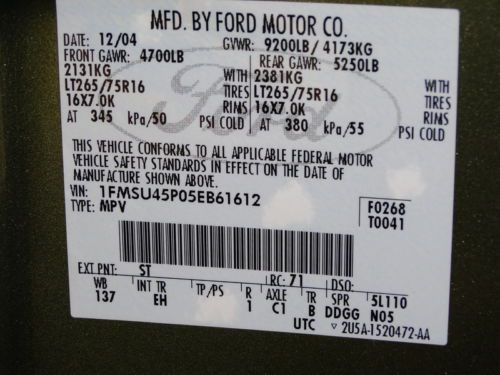 MFD. BY FORD MOTOR CO.
DATE: 12/04 GVWR: 9200LB/ 4173KG
FRONT GAWR: 4700LB REAR GAWR: 5250LB
2131KG WITH 2381KG WITH
LT265/75R16 TIRES LT265/75R16 TIRES
16X7.0K RIMS 16X7.0K RIMS
AT 345 kPa/50 PSI COLD AT 380 kPa/55 PSI COLD
THIS VEHICLE CONFORMS TO ALL APPLICABLE FEDERAL MOTOR
VEHICLE SAFETY STANDARDS IN EFFECT ON THE DATE OF
MANUFACTURE SHOWN ABOVE.
VIN: 1FMSU45P05EB61612 F0268
TYPE: MPV T0041
EXT PNT: ST RC: 71 DSO:
WB INT TR TP/PS R AXLE TR SPR 5L110
137 EH 1 C1 B DDGG N05
UTC ▽ 2U5A-1520472-AA
Ford